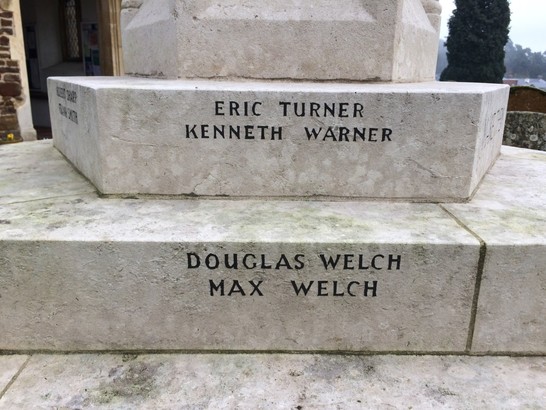 ERIC TURNER
KENNETH WARNER
DOUGLAS WELCH
MAX WELCH